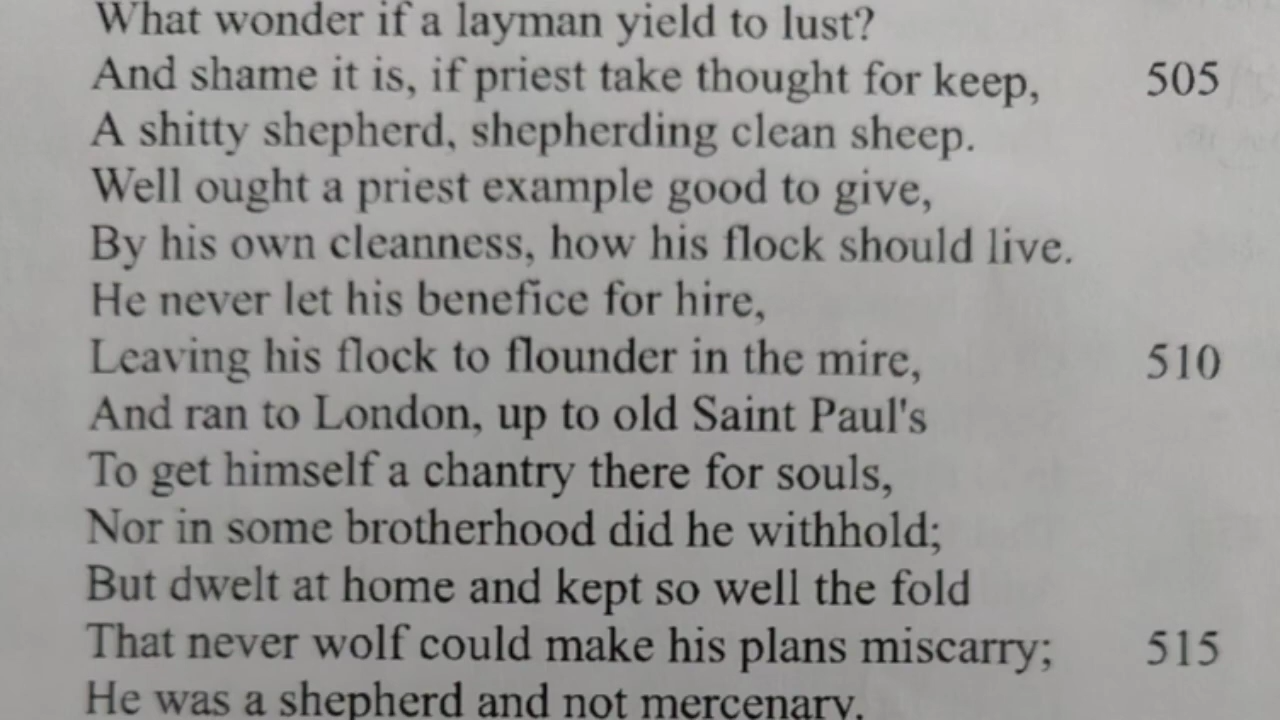 What wonder if a layman yield to lust?
And shame it is, if priest take thought for keep, 505
A shitty shepherd, shepherding clean sheep.
Well ought a priest example good to give,
By his own cleanness, how his flock should live.
He never let his benefice for hire,
Leaving his flock to flounder in the mire, 510
And ran to London, up to old Saint Paul's
To get himself a chantry there for souls,
Nor in some brotherhood did he withhold;
But dwelt at home and kept so well the fold
That never wolf could make his plans miscarry; 515
He was a shepherd and not mercenary.